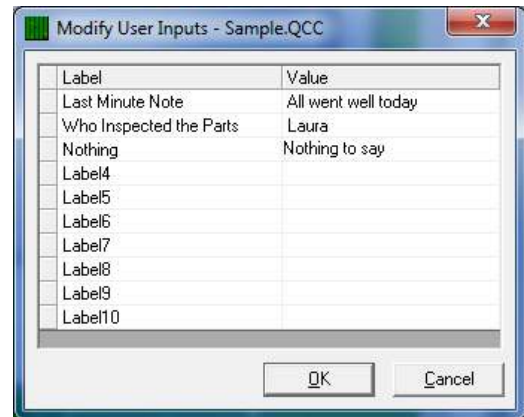 Modify User Inputs - Sample.QCC
Label Value
Last Minute Note All went well today
Who Inspected the Parts Laura
Nothing Nothing to say
Label4
Label5
Label6
Label7
Label8
Label9
Label10
OK Cancel